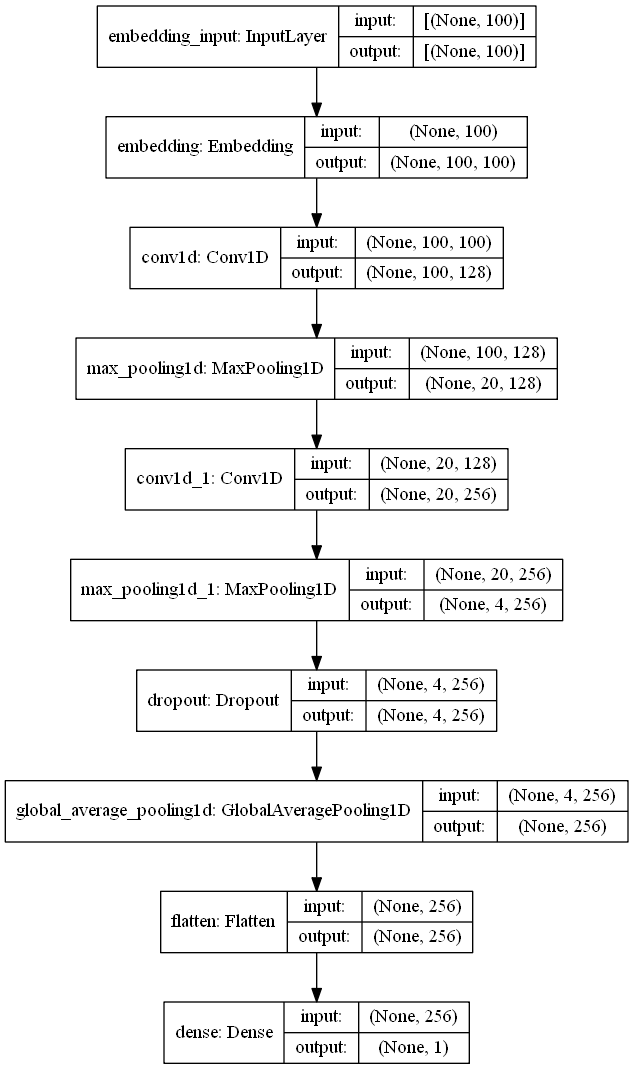 embedding_input: InputLayer
input: [(None, 100)]
output: [(None, 100)]
embedding: Embedding
input: (None, 100)
output: (None, 100, 100)
conv1d: Conv1D
input: (None, 100, 100)
output: (None, 100, 128)
max_pooling1d: MaxPooling1D
input: (None, 100, 128)
output: (None, 20, 128)
conv1d_1: Conv1D
input: (None, 20, 128)
output: (None, 20, 256)
max_pooling1d_1: MaxPooling1D
input: (None, 20, 256)
output: (None, 4, 256)
dropout: Dropout
input: (None, 4, 256)
output: (None, 4, 256)
global_average_pooling1d: GlobalAveragePooling1D
input: (None, 4, 256)
output: (None, 256)
flatten: Flatten
input: (None, 256)
output: (None, 256)
dense: Dense
input: (None, 256)
output: (None, 1)